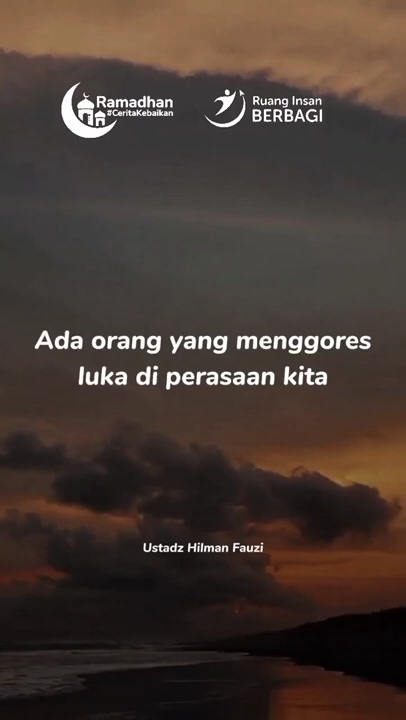 Ramadhan
#CeritaKebaikan
Ruang Insan
BERBAGI
Ada orang yang menggores
luka di perasaan kita
Ustadz Hilman Fauzi